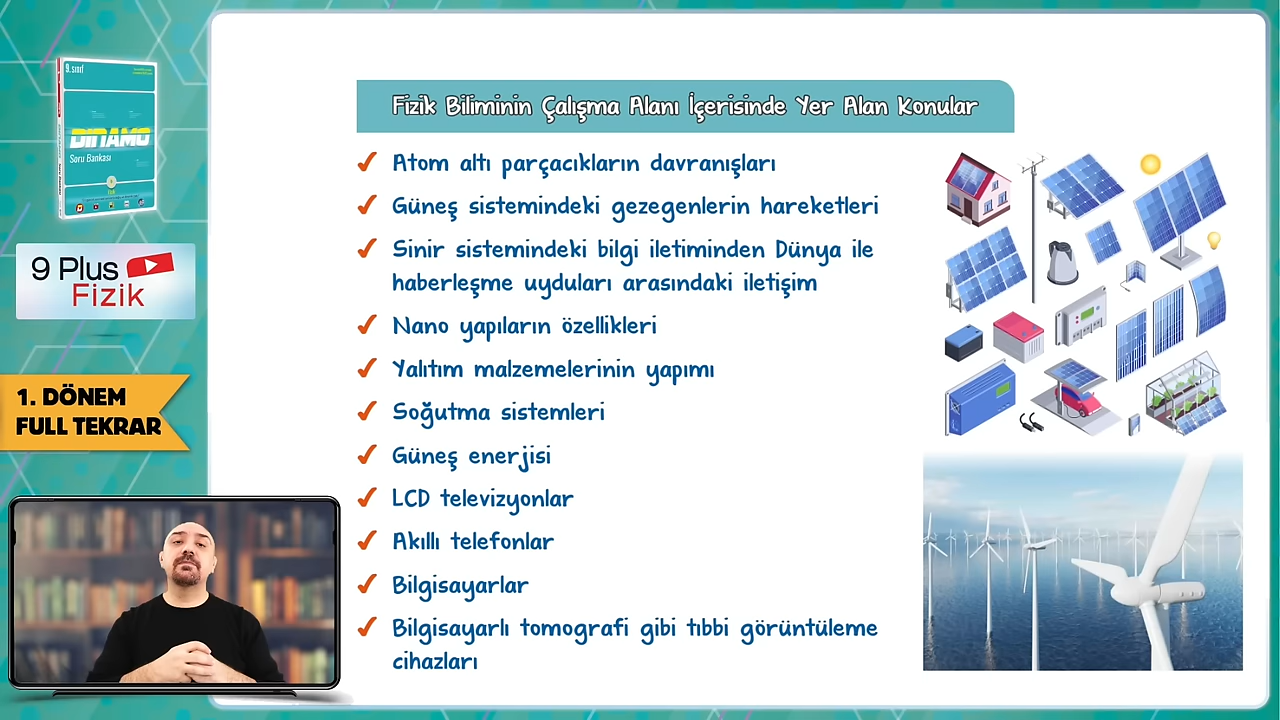 9. SINIF
DİNAMO
Soru Bankası
9 Plus
Fizik
1. DÖNEM
FULL TEKRAR
Fizik Biliminin Çalışma Alanı İçerisinde Yer Alan Konular
✓ Atom altı parçacıkların davranışları
✓ Güneş sistemindeki gezegenlerin hareketleri
✓ Sinir sistemindeki bilgi iletiminden Dünya ile
haberleşme uyduları arasındaki iletişim
✓ Nano yapıların özellikleri
✓ Yalıtım malzemelerinin yapımı
✓ Soğutma sistemleri
✓ Güneş enerjisi
✓ LCD televizyonlar
✓ Akıllı telefonlar
✓ Bilgisayarlar
✓ Bilgisayarlı tomografi gibi tıbbi görüntüleme
cihazları